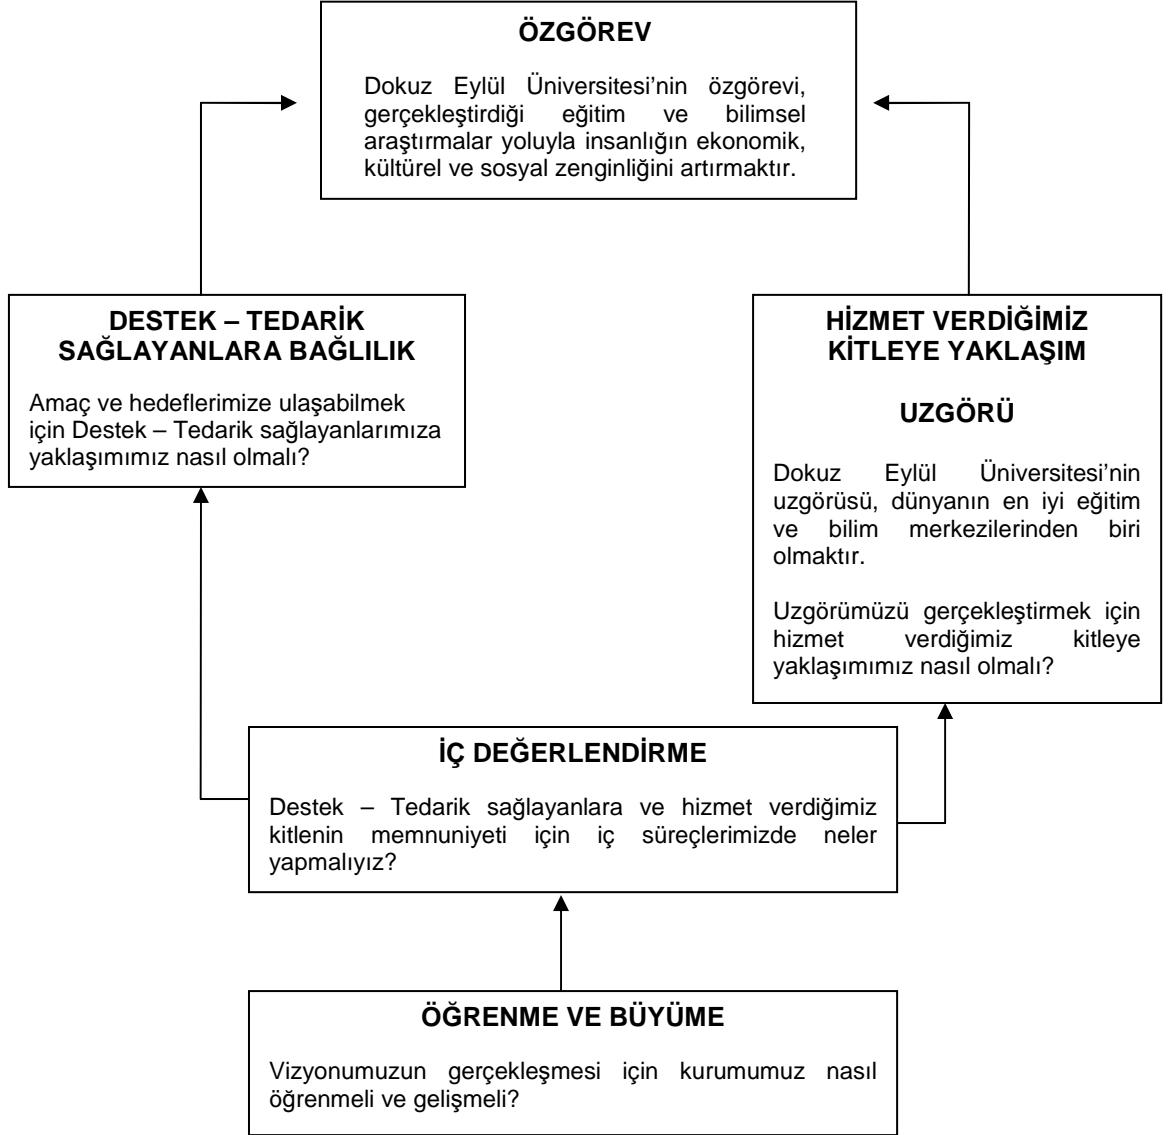 ÖZGÖREV
Dokuz Eylül Üniversitesi’nin özgörevi,
gerçekleştirdiği eğitim ve bilimsel
araştırmalar yoluyla insanlığın ekonomik,
kültürel ve sosyal zenginliğini artırmaktır.
DESTEK – TEDARİK
SAĞLAYANLARA BAĞLILIK
Amaç ve hedeflerimize ulaşabilmek
için Destek – Tedarik sağlayanlarımıza
yaklaşımımız nasıl olmalı?
HİZMET VERDİĞİMİZ
KİTLEYE YAKLAŞIM
UZGÖRÜ
Dokuz Eylül Üniversitesi’nin
uzgörüsü, dünyanın en iyi eğitim
ve bilim merkezilerinden biri
olmaktır.
Uzgörümüzü gerçekleştirmek için
hizmet verdiğimiz kitleye
yaklaşımımız nasıl olmalı?
İÇ DEĞERLENDİRME
Destek – Tedarik sağlayanlara ve hizmet verdiğimiz
kitlenin memnuniyeti için iç süreçlerimizde neler
yapmalıyız?
ÖĞRENME VE BÜYÜME
Vizyonumuzun gerçekleşmesi için kurumumuz nasıl
öğrenmeli ve gelişmeli?